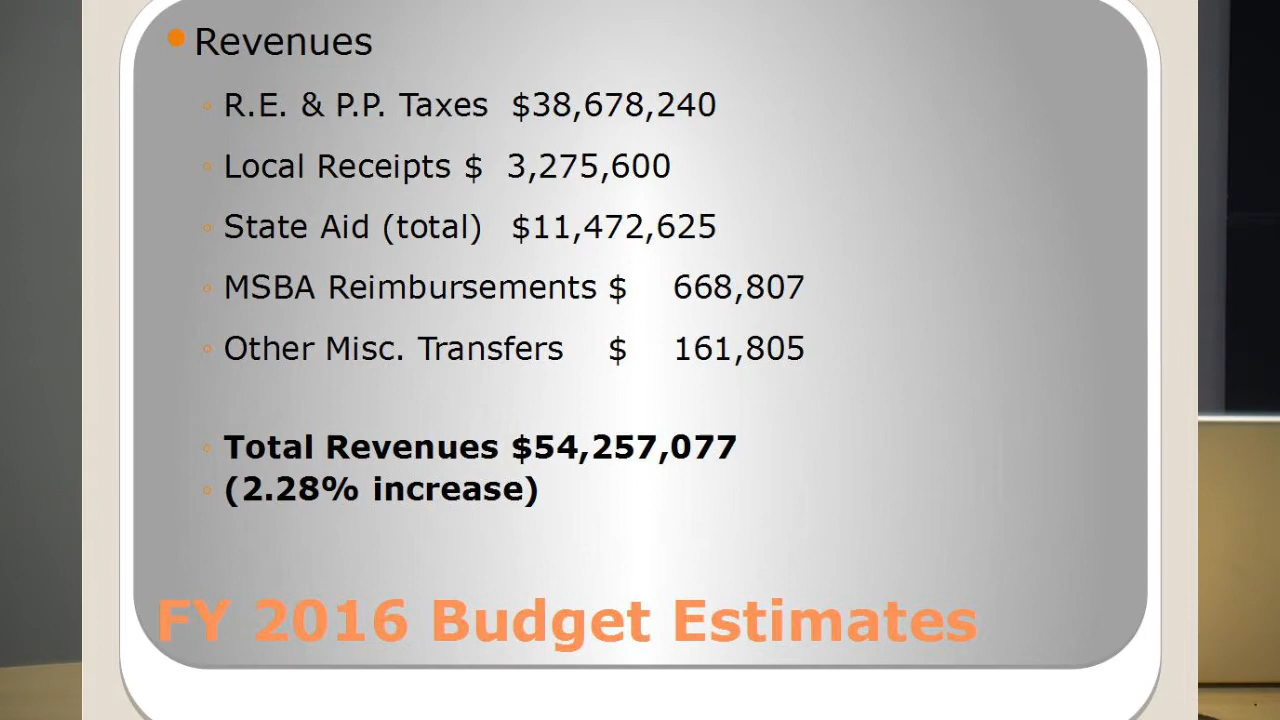 Revenues
R.E. & P.P. Taxes $38,678,240
Local Receipts $ 3,275,600
State Aid (total) $11,472,625
MSBA Reimbursements $ 668,807
Other Misc. Transfers $ 161,805
Total Revenues $54,257,077
(2.28% increase)
FY 2016 Budget Estimates